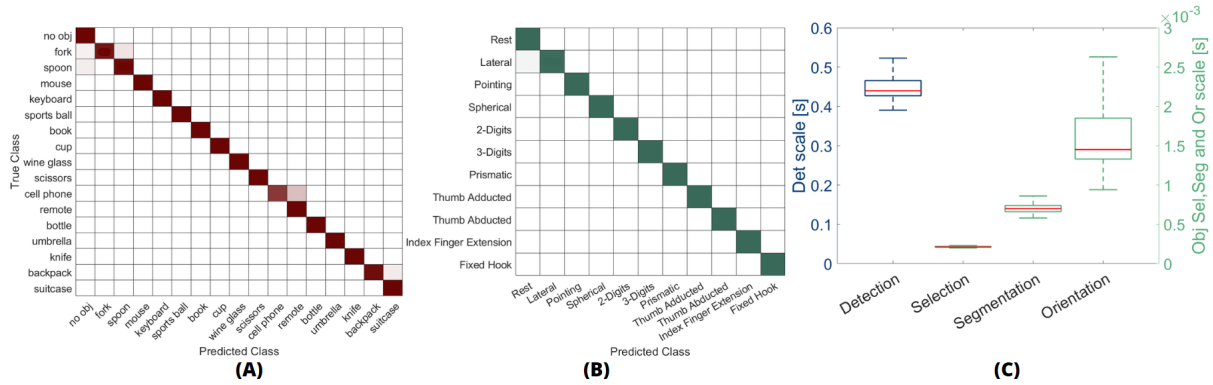 True Class
no obj
fork
spoon
mouse
keyboard
sports ball
book
cup
wine glass
scissors
cell phone
remote
bottle
umbrella
knife
backpack
suitcase
no obj
fork
spoon
mouse
keyboard
sports ball
book
cup
wine glass
scissors
cell phone
remote
bottle
umbrella
knife
backpack
suitcase
Predicted Class
(A)
Rest
Lateral
Pointing
Spherical
2-Digits
3-Digits
Prismatic
Thumb Adducted
Thumb Abducted
Index Finger Extension
Fixed Hook
Rest
Lateral
Pointing
Spherical
2-Digits
3-Digits
Prismatic
Thumb Adducted
Thumb Abducted
Index Finger Extension
Fixed Hook
Predicted Class
(B)
Det scale [s]
0.6
0.5
0.4
0.3
0.2
0.1
0
×10-3
3
2.5
2
1.5
1
0.5
0
Obj Sel,Seg and Or scale [s]
Detection
Selection
Segmentation
Orientation
(C)